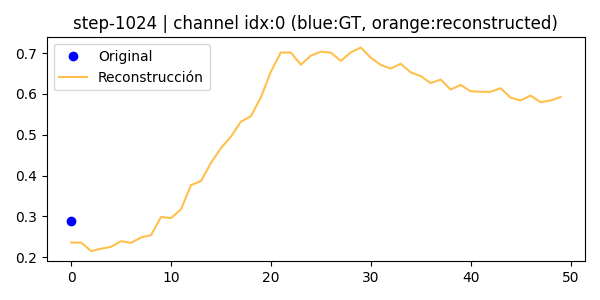 step-1024 | channel idx:0 (blue:GT, orange:reconstructed)
Original
Reconstrucción
0.7
0.6
0.5
0.4
0.3
0.2
0 10 20 30 40 50